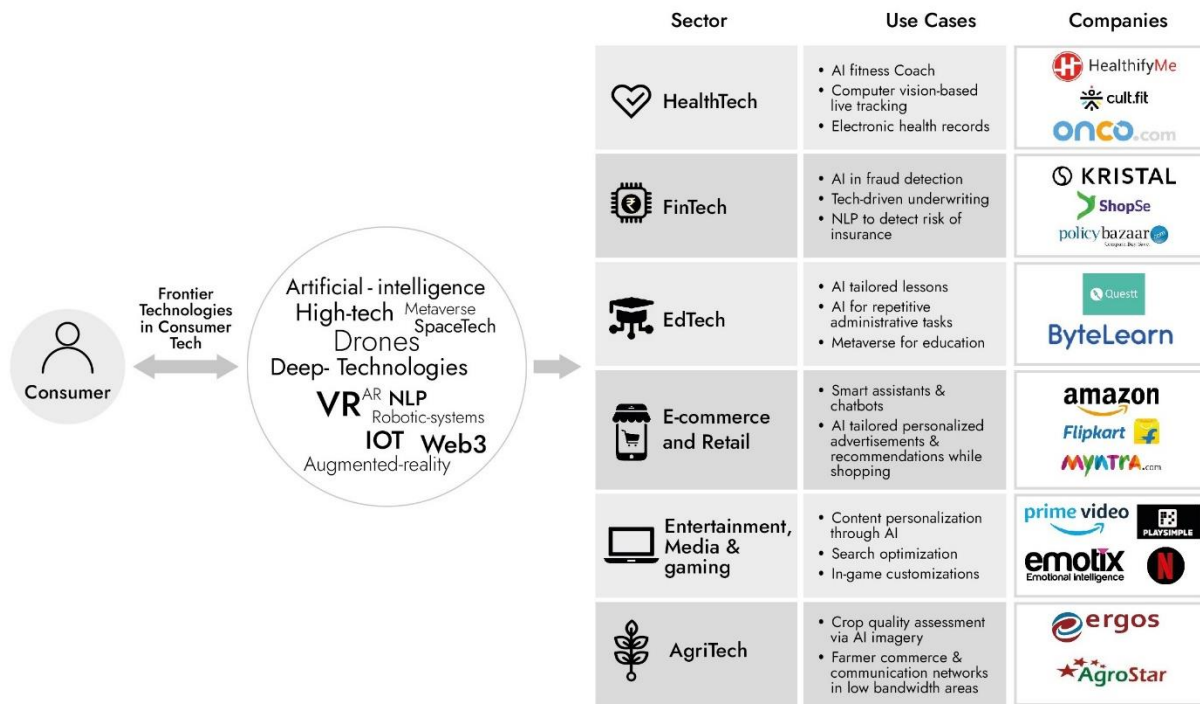 Sector
Use Cases
Companies
Frontier
Technologies
in Consumer
Tech
Consumer
Artificial - intelligence
High-tech
Metaverse
SpaceTech
Drones
Deep- Technologies
VR
AR
NLP
Robotic-systems
IOT
Web3
Augmented-reality
HealthTech
• AI fitness Coach
• Computer vision-based
live tracking
• Electronic health records
HealthifyMe
cult.fit
onco.com
₹
FinTech
• AI in fraud detection
• Tech-driven underwriting
• NLP to detect risk of
insurance
KRISTAL
ShopSe
policybazaar
.com
EdTech
• AI tailored lessons
• AI for repetitive
administrative tasks
• Metaverse for education
Questt
ByteLearn
E-commerce
and Retail
• Smart assistants &
chatbots
• AI tailored personalized
advertisements &
recommendations while
shopping
amazon
Flipkart
f
myntra.com
Entertainment,
Media &
gaming
• Content personalization
through AI
• Search optimization
• In-game customizations
prime video
PLAYSIMPLE
emotix
Emotional intelligence
N
AgriTech
• Crop quality assessment
via AI imagery
• Farmer commerce &
communication networks
in low bandwidth areas
ergos
AgroStar